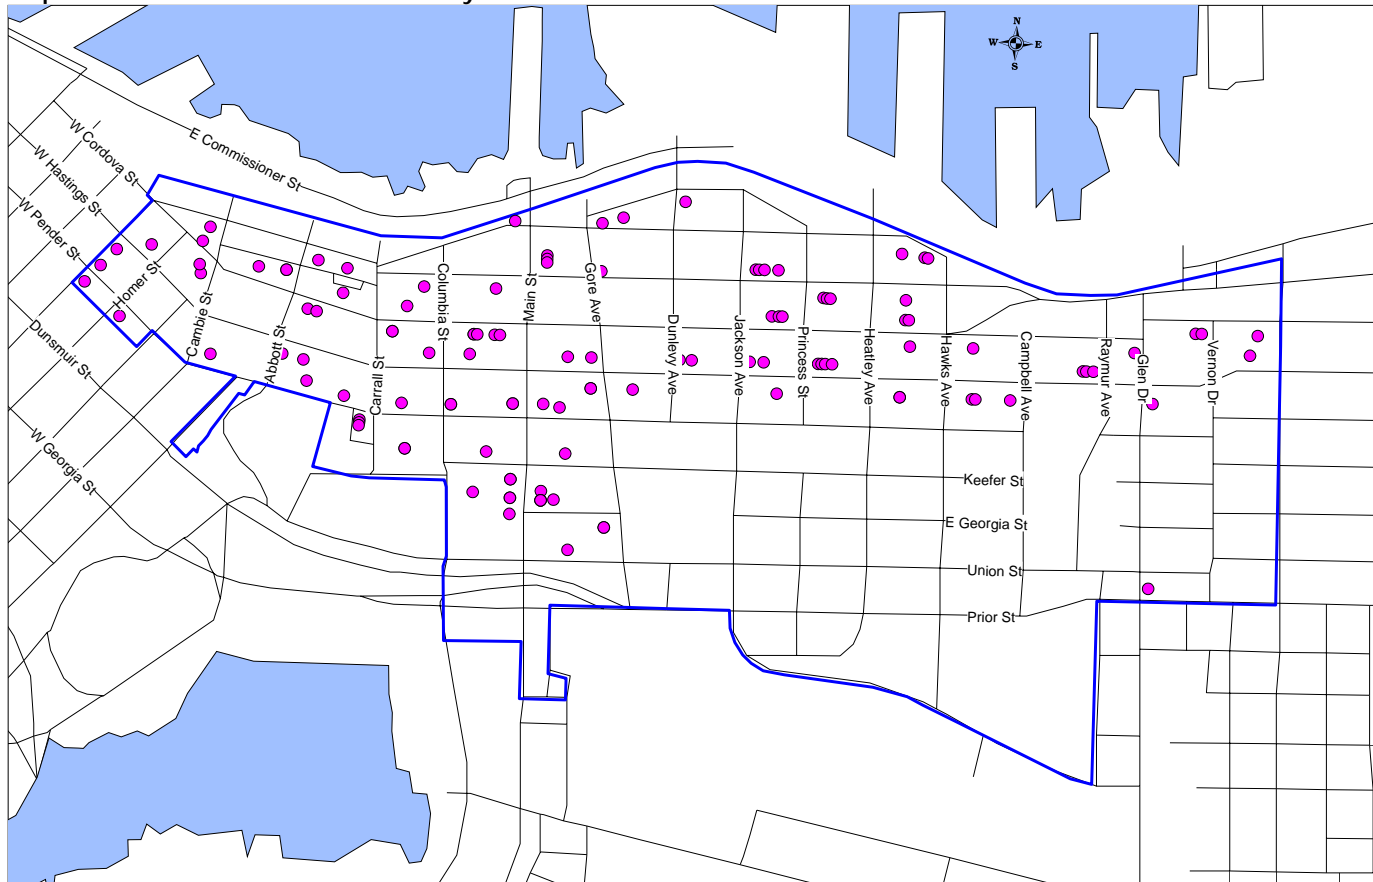 N
W E
S
E Commissioner St
W Cordova St
W Hastings St
W Pender St
Homer St
Dunsmuir St
W Georgia St
Cambie St
Abbott St
Carrall St
Columbia St
Main St
Gore Ave
Dunlevy Ave
Jackson Ave
Princess St
Heatley Ave
Hawks Ave
Campbell Ave
Raymur Ave
Glen Dr
Vernon Dr
Keefer St
E Georgia St
Union St
Prior St